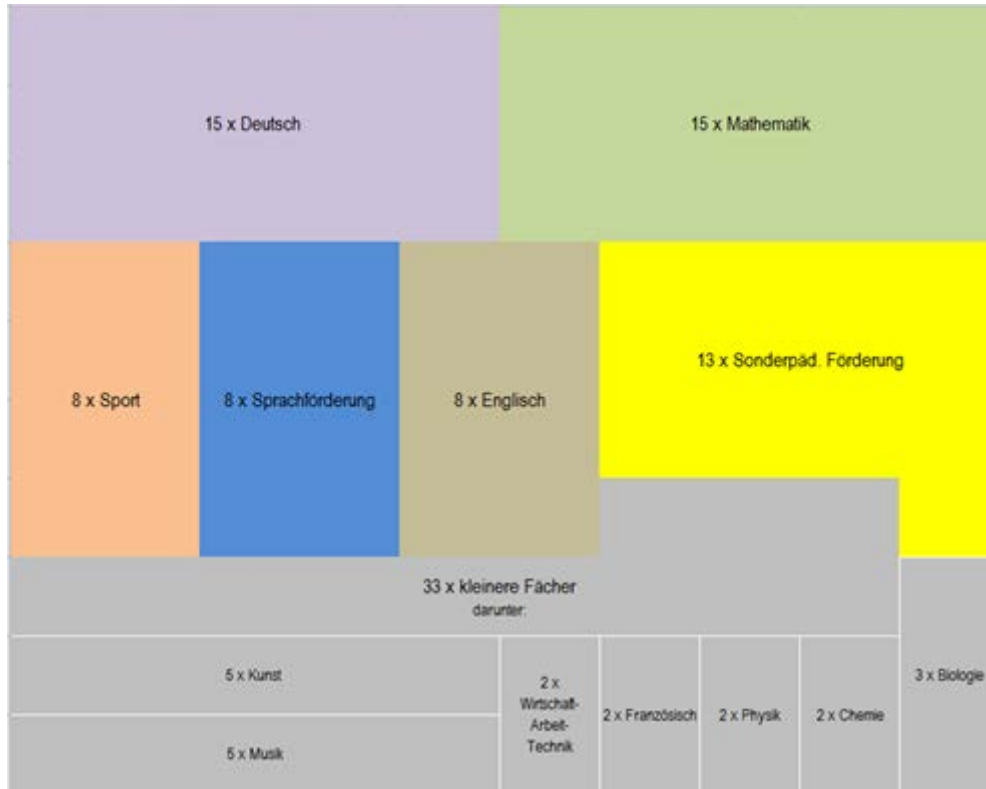 15 x Deutsch
15 x Mathematik
13 x Sonderpäd. Förderung
8 x Sport
8 x Sprachförderung
8 x Englisch
33 x kleinere Fächer
darunter:
5 x Kunst
5 x Musik
2 x
Wirtschaft-
Arbeit-
Technik
2 x Französisch
2 x Physik
2 x Chemie
3 x Biologie